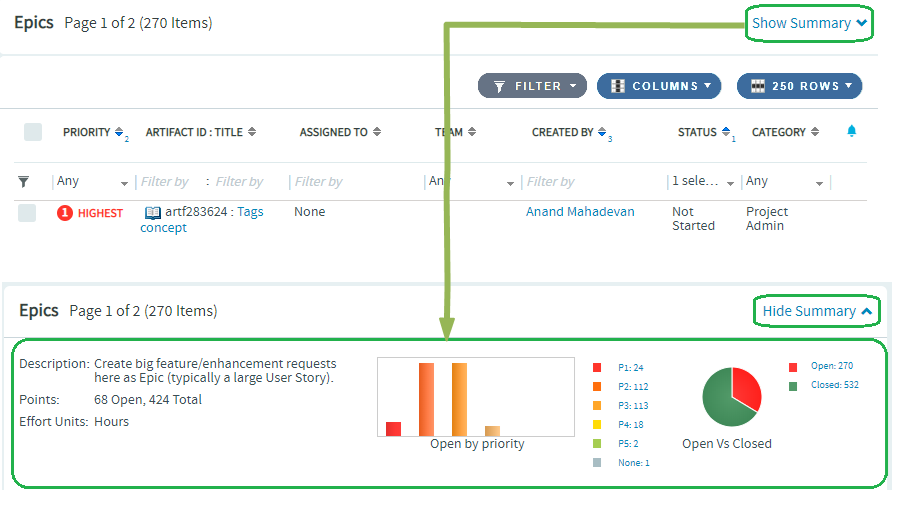 Epics Page 1 of 2 (270 Items) Show Summary
FILTER COLUMNS 250 ROWS
PRIORITY 2 ARTIFACT ID : TITLE ASSIGNED TO TEAM CREATED BY 3 STATUS 1 CATEGORY
Any Filter by : Filter by Filter by Any Filter by 1 sele... Any
1 HIGHEST artf283624 : Tags None Anand Mahadevan Not Project
concept Started Admin
Epics Page 1 of 2 (270 Items) Hide Summary
Description: Create big feature/enhancement requests
here as Epic (typically a large User Story).
Points: 68 Open, 424 Total
Effort Units: Hours
Open by priority
P1: 24
P2: 112
P3: 113
P4: 18
P5: 2
None: 1
Open Vs Closed
Open: 270
Closed: 532